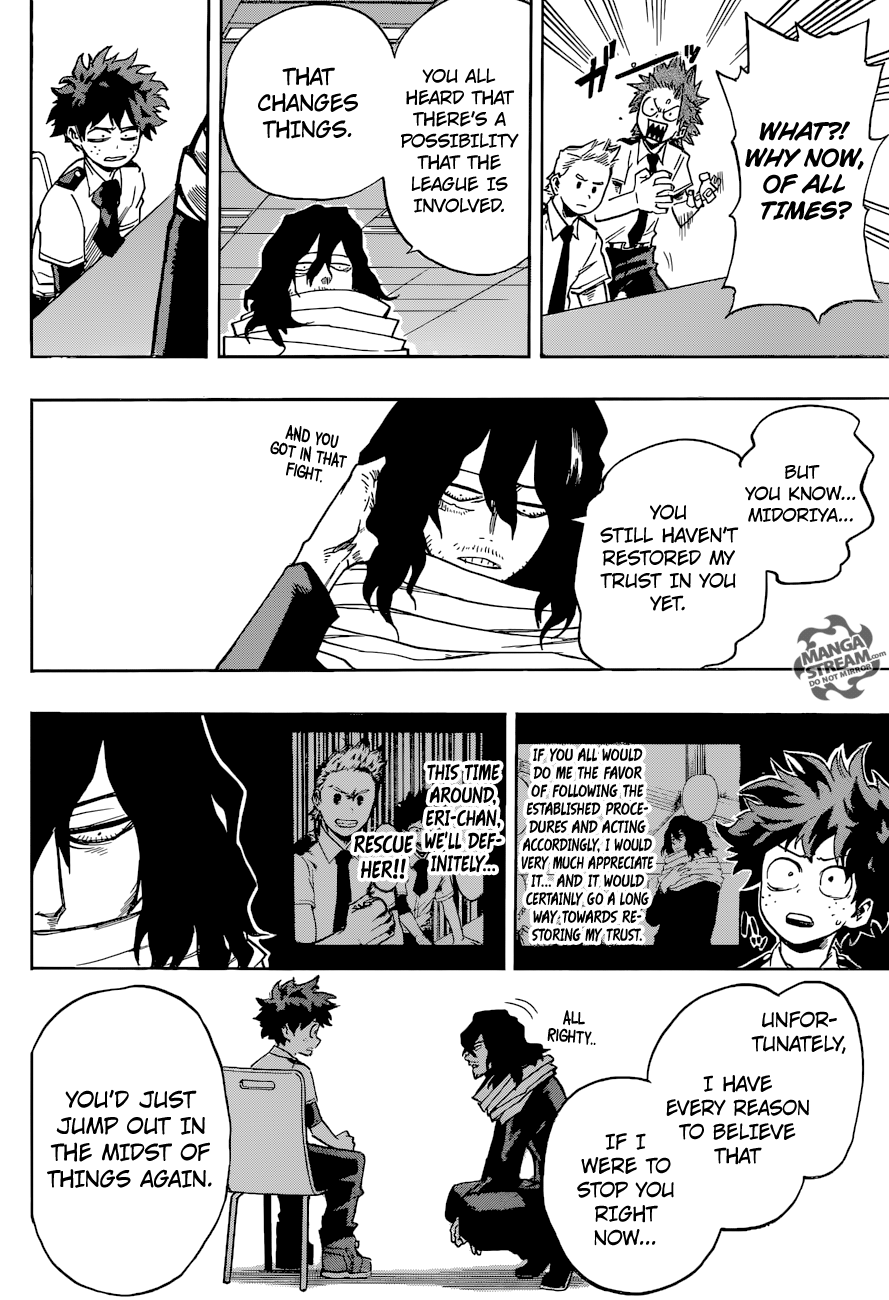 WHAT?!
WHY NOW,
OF ALL
TIMES?
ガ
YOU ALL
HEARD THAT
THERE'S A
POSSIBILITY
THAT THE
LEAGUE IS
INVOLVED.
THAT
CHANGES
THINGS.
BUT
YOU KNOW...
MIDORIYA...
YOU
STILL HAVEN'T
RESTORED MY
TRUST IN YOU
YET.
AND YOU
GOT IN THAT
FIGHT.
MANGA
STREAM.com
DO NOT MIRROR
IF YOU ALL WOULD
DO ME THE FAVOR
OF FOLLOWING THE
ESTABLISHED PROCE-
DURES AND ACTING
ACCORDINGLY, I WOULD
VERY MUCH APPRECIATE
IT... AND IT WOULD
CERTAINLY GO A LONG
WAY TOWARDS RE-
STORING MY TRUST.
THIS TIME
AROUND,
ERI-CHAN,
WE'LL DEF-
INITELY...
RESCUE
HER!!
UNFOR-
TUNATELY,
I HAVE
EVERY REASON
TO BELIEVE
THAT
IF I
WERE TO
STOP YOU
RIGHT
NOW...
ALL
RIGHTY..
YOU'D JUST
JUMP OUT IN
THE MIDST OF
THINGS AGAIN.